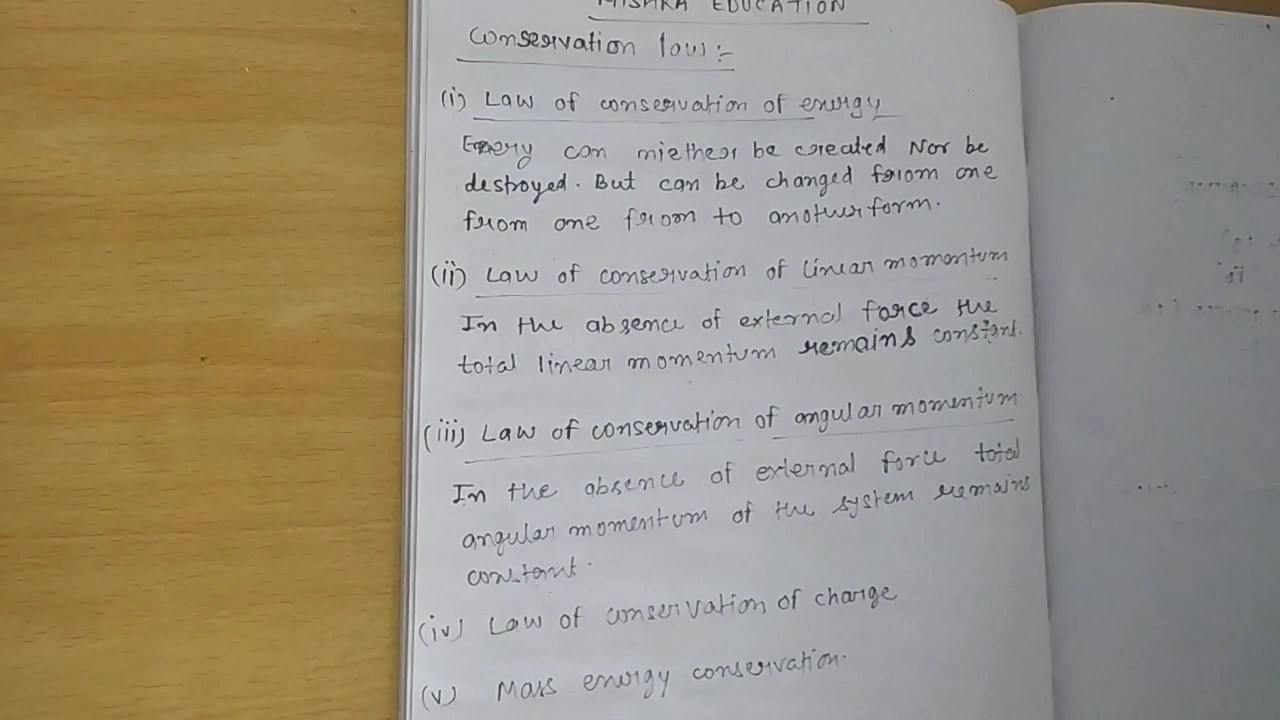 MISHRA EDUCATION
Conservation law :-
(i) Law of conservation of energy
Energy can niether be created Nor be
destroyed. But can be changed from one
from one from to another form.
(ii) Law of conservation of linear momentum
In the absence of external force the
total linear momentum remains constant.
(iii) Law of conservation of angular momentum
In the absence of external force total
angular momentum of the system remains
constant.
(iv) Law of conservation of charge
(v) Mass energy conservation.